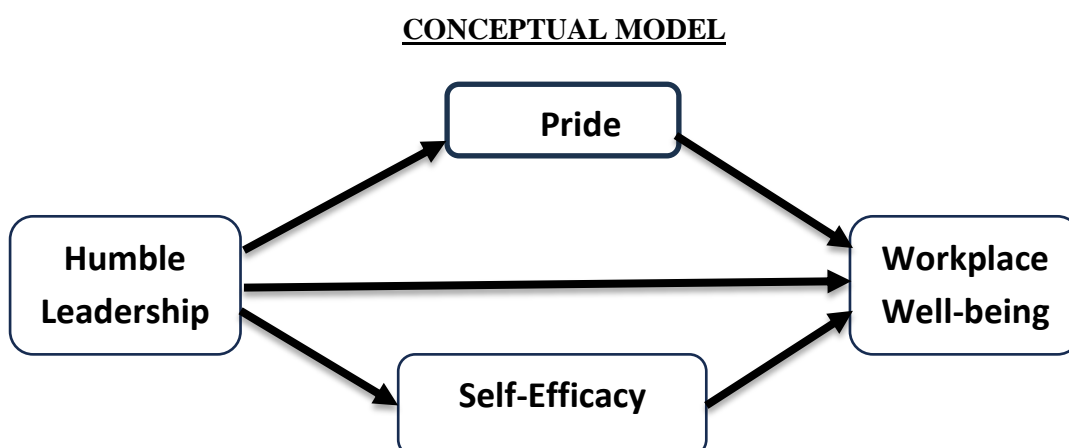 CONCEPTUAL MODEL
Pride
Humble
Leadership
Workplace
Well-being
Self-Efficacy